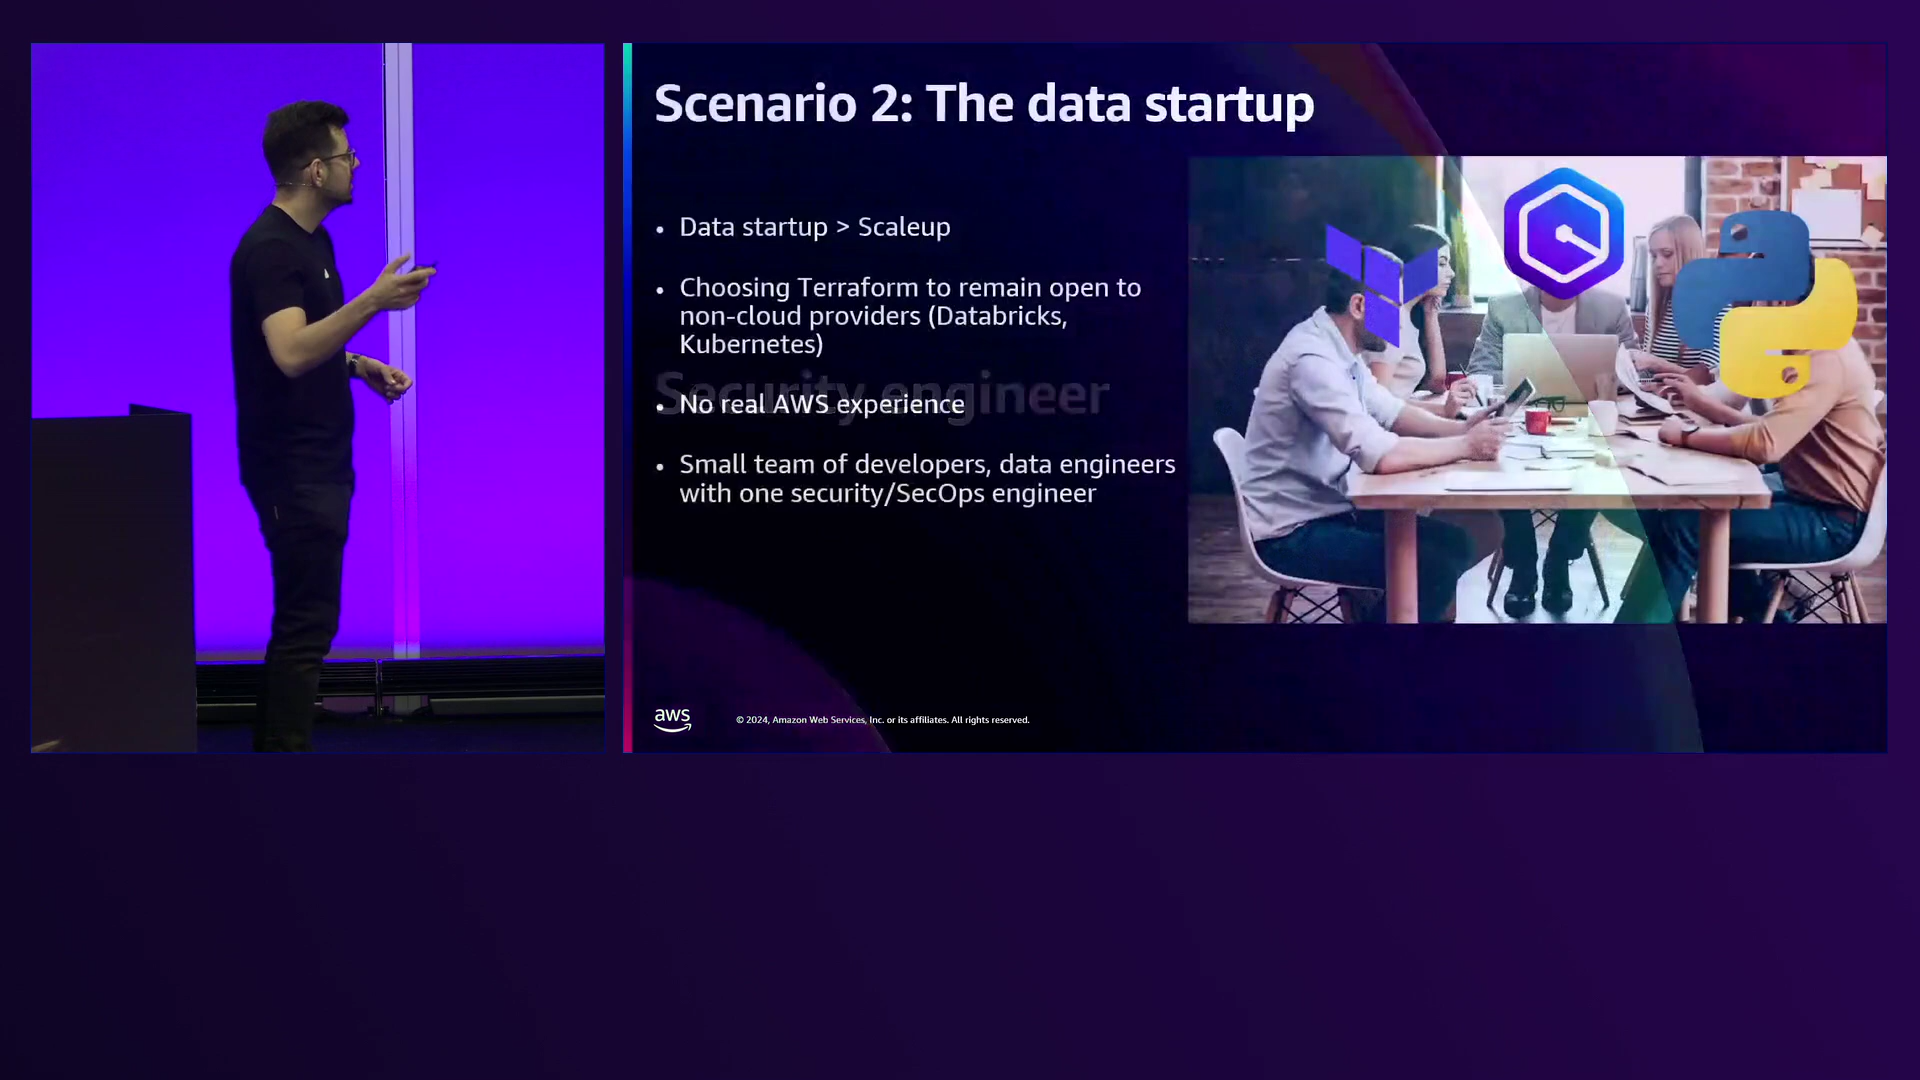 Scenario 2: The data startup
• Data startup > Scaleup
• Choosing Terraform to remain open to
non-cloud providers (Databricks,
Kubernetes)
Security engineer
• No real AWS experience
• Small team of developers, data engineers
with one security/SecOps engineer
aws
© 2024, Amazon Web Services, Inc. or its affiliates. All rights reserved.